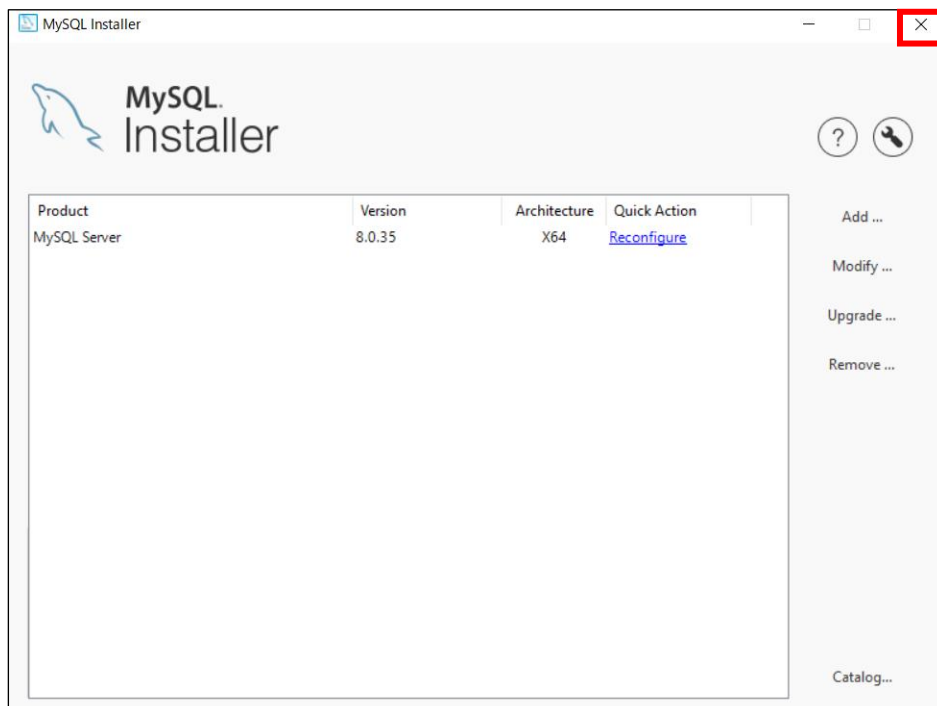 MySQL Installer
MySQL.
Installer
?
Product Version Architecture Quick Action
MySQL Server 8.0.35 X64 Reconfigure
Add ...
Modify ...
Upgrade ...
Remove ...
Catalog...